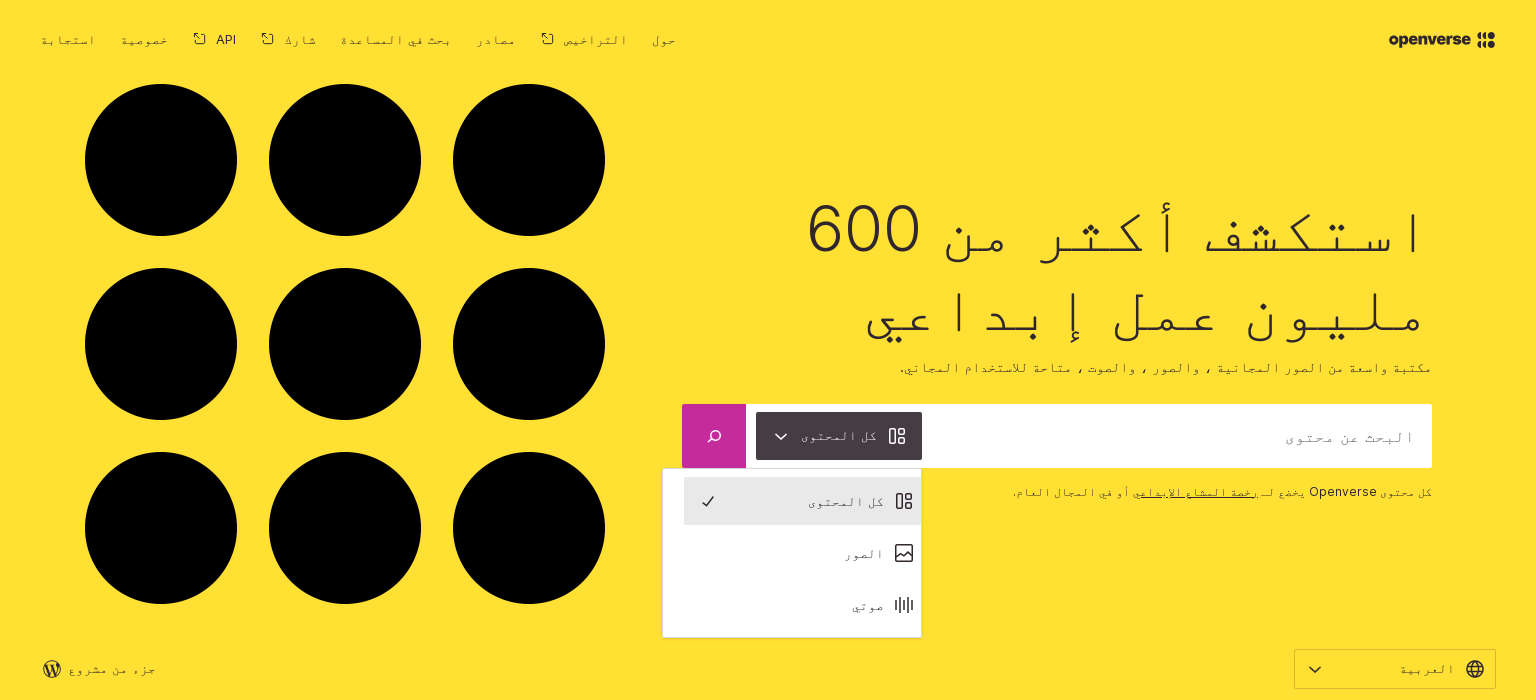 openverse
حول
التراخيص
مصادر
بحث في المساعدة
شارك
API
خصوصية
استجابة
استكشف أكثر من 600
مليون عمل إبداعي
مكتبة واسعة من الصور المجانية ، والصور ، والصوت ، متاحة للاستخدام المجاني.
البحث عن محتوى
كل المحتوى
كل المحتوى
الصور
صوتي
كل محتوى Openverse يخضع لـ رخصة المشاع الإبداعي أو في المجال العام.
العربية
جزء من مشروع